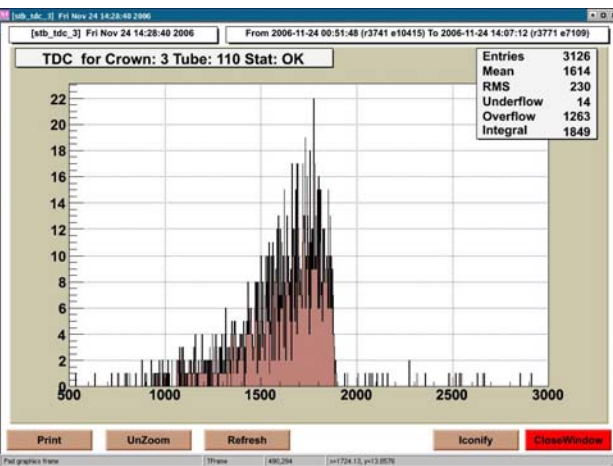 [stb_tdc_3] Fri Nov 24 14:28:40 2006
[stb_tdc_3] Fri Nov 24 14:28:40 2006
From 2006-11-24 00:51:48 (r3741 e10415) To 2006-11-24 14:07:12 (r3771 e7109)
TDC for Crown: 3 Tube: 110 Stat: OK
Entries 3126
Mean 1614
RMS 230
Underflow 14
Overflow 1263
Integral 1849
22
20
18
16
14
12
10
8
6
4
2
0
500 1000 1500 2000 2500 3000
Print UnZoom Refresh Iconify CloseWindow
Pad graphics frame TFrame 490,294 x=1724.13, y=13.0576